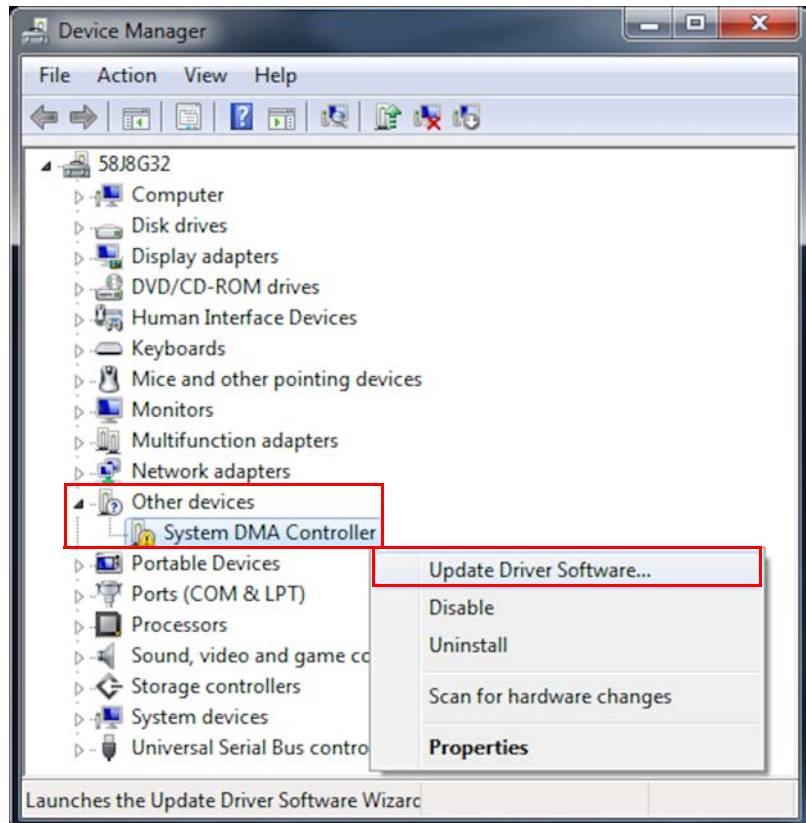 Device Manager
File Action View Help
58J8G32
Computer
Disk drives
Display adapters
DVD/CD-ROM drives
Human Interface Devices
Keyboards
Mice and other pointing devices
Monitors
Multifunction adapters
Network adapters
Other devices
System DMA Controller
Portable Devices
Ports (COM & LPT)
Processors
Sound, video and game co
Storage controllers
System devices
Universal Serial Bus contro
Update Driver Software...
Disable
Uninstall
Scan for hardware changes
Properties
Launches the Update Driver Software Wizard